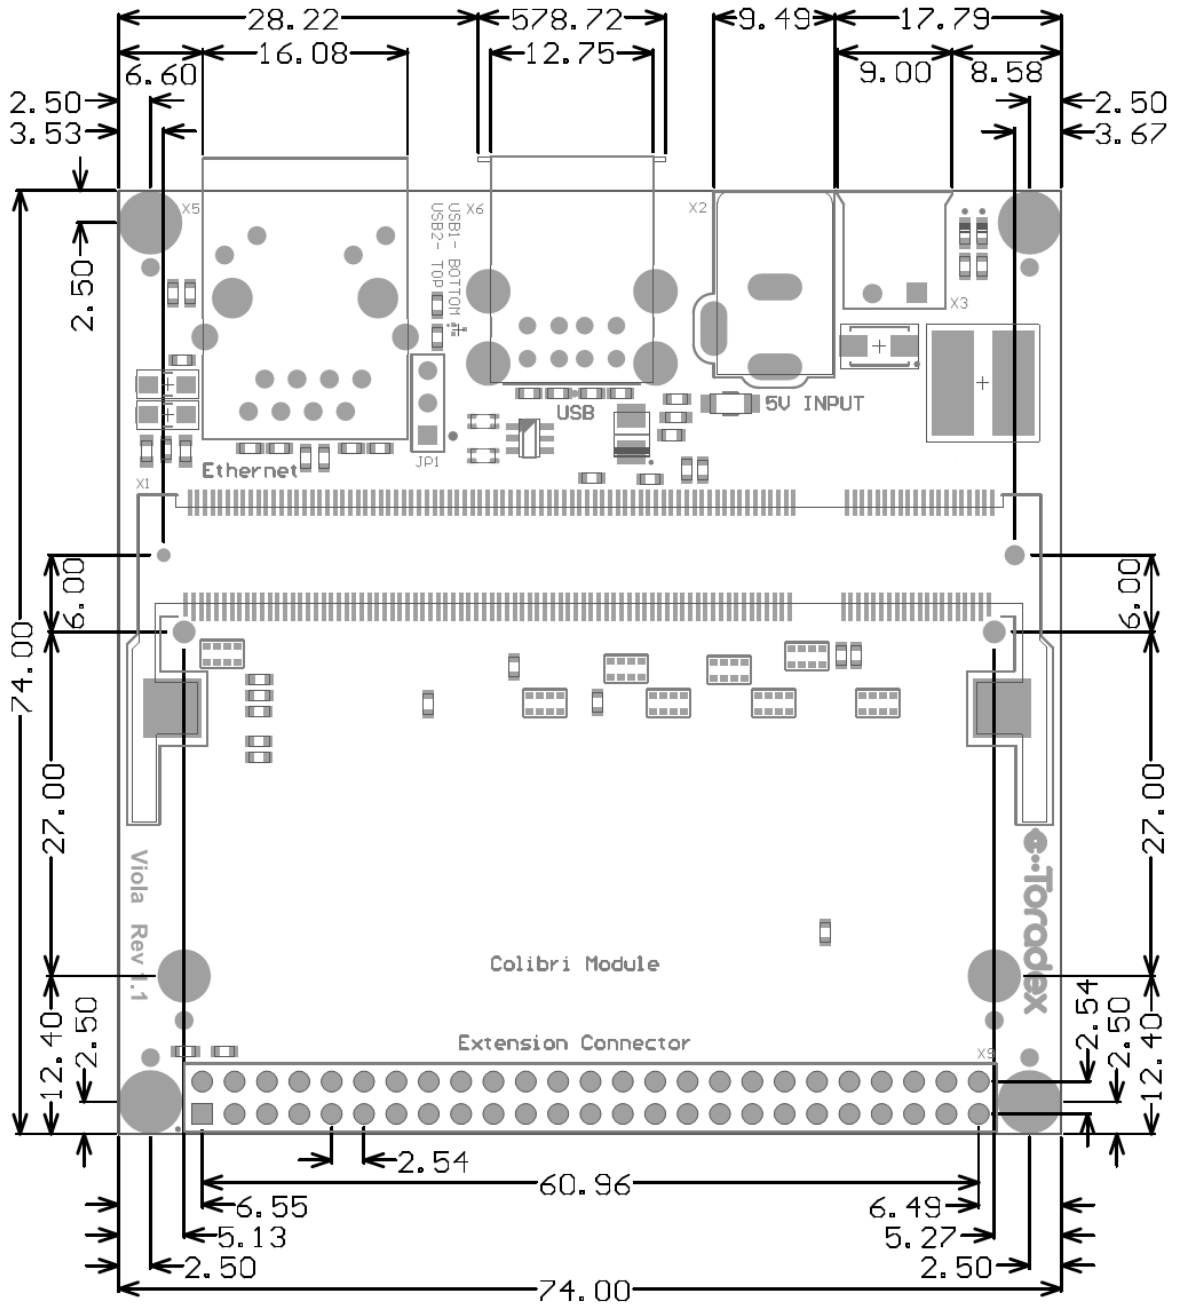 28.22
578.72
9.49
17.79
16.08
12.75
6.60
9.00
8.58
2.50
2.50
3.53
3.67
X5
X6
X2
USB1- BOTTOM
USB2- TOP
2.50
X3
5V INPUT
USB
JP1
Ethernet
X1
6.00
6.00
74.00
27.00
27.00
Viola Rev 1.1
Toradex
Colibri Module
2.54
2.50
2.50
12.40
12.40
Extension Connector
X9
2.54
60.96
6.55
6.49
5.13
5.27
2.50
2.50
74.00